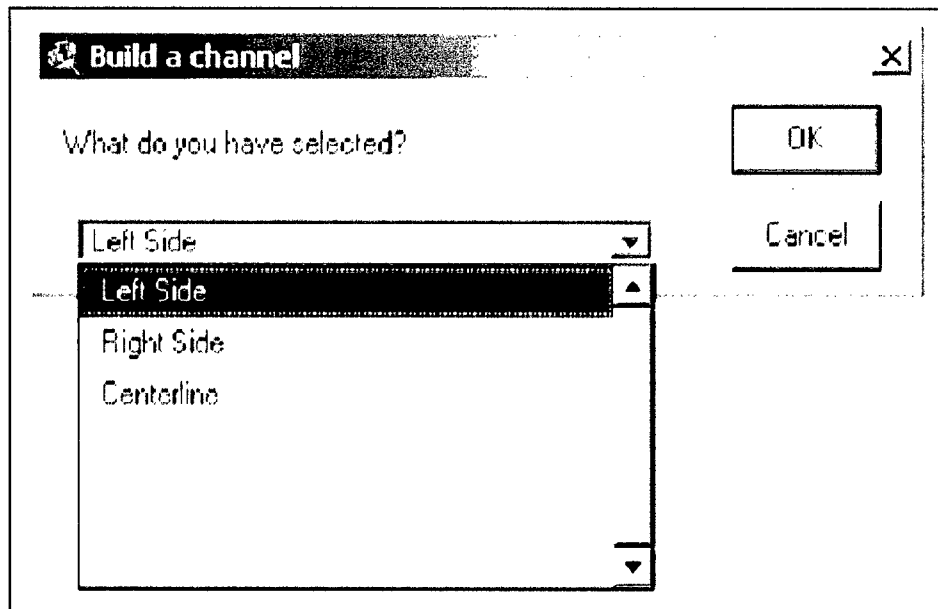 Build a channel
What do you have selected?
OK
Left Side
Cancel
Left Side
Right Side
Centerline